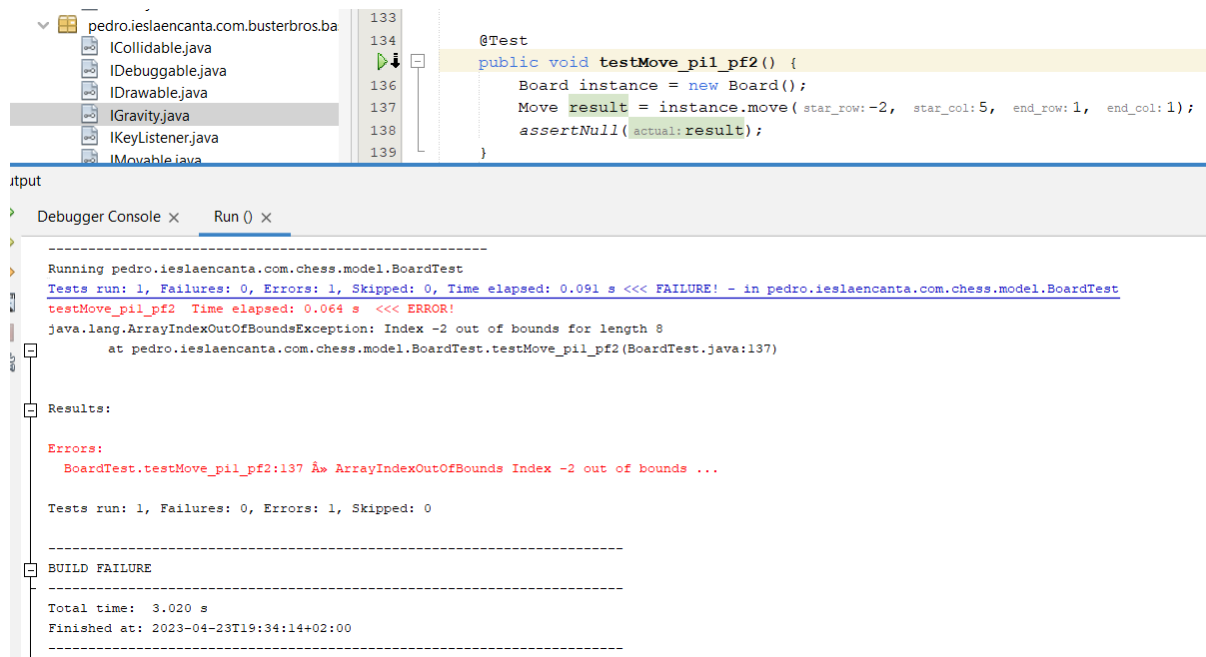 pedro.ieslaencanta.com.busterbros.ba
ICollidable.java
IDebuggable.java
IDrawable.java
IGravity.java
IKeyListener.java
IMovable.java
133
134 @Test
public void testMove_pi1_pf2() {
136 Board instance = new Board();
137 Move result = instance.move( star_row: -2, star_col: 5, end_row: 1, end_col: 1);
138 assertNull( actual: result);
139 }
utput
Debugger Console × Run () ×
-------------------------------------------------------
Running pedro.ieslaencanta.com.chess.model.BoardTest
Tests run: 1, Failures: 0, Errors: 1, Skipped: 0, Time elapsed: 0.091 s <<< FAILURE! - in pedro.ieslaencanta.com.chess.model.BoardTest
testMove_pi1_pf2 Time elapsed: 0.064 s <<< ERROR!
java.lang.ArrayIndexOutOfBoundsException: Index -2 out of bounds for length 8
at pedro.ieslaencanta.com.chess.model.BoardTest.testMove_pi1_pf2(BoardTest.java:137)
Results:
Errors:
BoardTest.testMove_pi1_pf2:137 Â» ArrayIndexOutOfBounds Index -2 out of bounds ...
Tests run: 1, Failures: 0, Errors: 1, Skipped: 0
------------------------------------------------------------------------
BUILD FAILURE
------------------------------------------------------------------------
Total time: 3.020 s
Finished at: 2023-04-23T19:34:14+02:00
------------------------------------------------------------------------